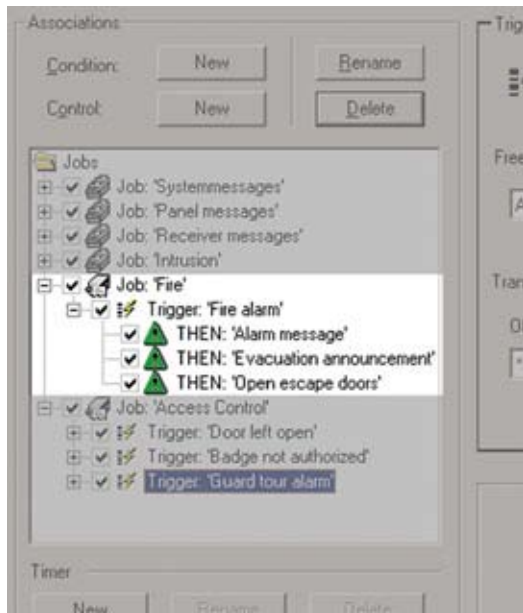 Associations
Trig
Condition: New Rename
Control: New Delete
Free
A
Jobs
Job: 'Systemmessages'
Job: 'Panel messages'
Job: 'Receiver messages'
Job: 'Intrusion'
Job: 'Fire'
Tran
Trigger: 'Fire alarm'
THEN: 'Alarm message'
THEN: 'Evacuation announcement'
THEN: 'Open escape doors'
Job: 'Access Control'
Trigger: 'Door left open'
Trigger: 'Badge not authorized'
Trigger: 'Guard tour alarm'
Timer
New Rename Delete